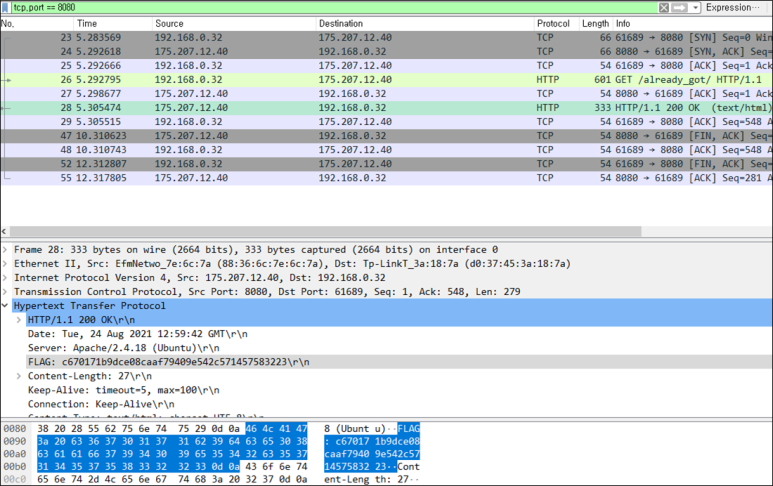 tcp.port == 8080 Expression…
No. Time Source Destination Protocol Length Info
23 5.283569 192.168.0.32 175.207.12.40 TCP 66 61689 → 8080 [SYN] Seq=0 Win
24 5.292618 175.207.12.40 192.168.0.32 TCP 66 8080 → 61689 [SYN, ACK] Seq=
25 5.292666 192.168.0.32 175.207.12.40 TCP 54 61689 → 8080 [ACK] Seq=1 Ack
26 5.292795 192.168.0.32 175.207.12.40 HTTP 601 GET /already_got/ HTTP/1.1
27 5.298677 175.207.12.40 192.168.0.32 TCP 54 8080 → 61689 [ACK] Seq=1 Ack
28 5.305474 175.207.12.40 192.168.0.32 HTTP 333 HTTP/1.1 200 OK (text/html)
29 5.305515 192.168.0.32 175.207.12.40 TCP 54 61689 → 8080 [ACK] Seq=548 A
47 10.310623 175.207.12.40 192.168.0.32 TCP 54 8080 → 61689 [FIN, ACK] Seq=
48 10.310743 192.168.0.32 175.207.12.40 TCP 54 61689 → 8080 [ACK] Seq=548 A
52 12.312807 192.168.0.32 175.207.12.40 TCP 54 61689 → 8080 [FIN, ACK] Seq=
55 12.317805 175.207.12.40 192.168.0.32 TCP 54 8080 → 61689 [ACK] Seq=281 A
Frame 28: 333 bytes on wire (2664 bits), 333 bytes captured (2664 bits) on interface 0
Ethernet II, Src: EfmNetwo_7e:6c:7a (88:36:6c:7e:6c:7a), Dst: Tp-LinkT_3a:18:7a (d0:37:45:3a:18:7a)
Internet Protocol Version 4, Src: 175.207.12.40, Dst: 192.168.0.32
Transmission Control Protocol, Src Port: 8080, Dst Port: 61689, Seq: 1, Ack: 548, Len: 279
Hypertext Transfer Protocol
HTTP/1.1 200 OK\r\n
Date: Tue, 24 Aug 2021 12:59:42 GMT\r\n
Server: Apache/2.4.18 (Ubuntu)\r\n
FLAG: c670171b9dce08caaf79409e542c571457583223\r\n
Content-Length: 27\r\n
Keep-Alive: timeout=5, max=100\r\n
Connection: Keep-Alive\r\n
Content-Type: text/html; charset=UTF-8\r\n
0080 38 20 28 55 62 75 6e 74 75 29 0d 0a 46 4c 41 47 8 (Ubunt u)··FLAG
0090 3a 20 63 36 37 30 31 37 31 62 39 64 63 65 30 38 : c67017 1b9dce08
00a0 63 61 61 66 37 39 34 30 39 65 35 34 32 63 35 37 caaf7940 9e542c57
00b0 31 34 35 37 35 38 33 32 32 33 0d 0a 43 6f 6e 74 14575832 23··Cont
00c0 65 6e 74 2d 4c 65 6e 67 74 68 3a 20 32 37 0d 0a ent-Leng th: 27··